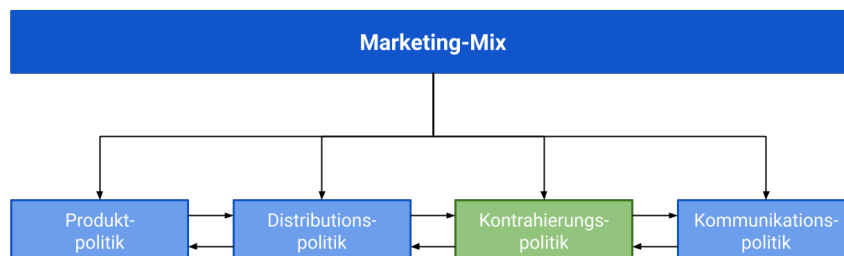 Marketing-Mix
Produkt-
politik
Distributions-
politik
Kontrahierungs-
politik
Kommunikations-
politik